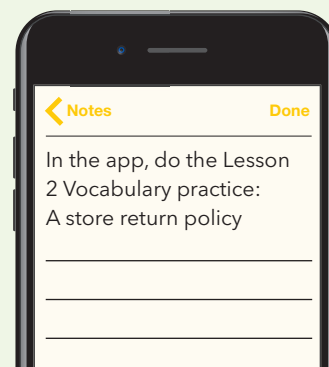 Notes Done
In the app, do the Lesson
2 Vocabulary practice:
A store return policy